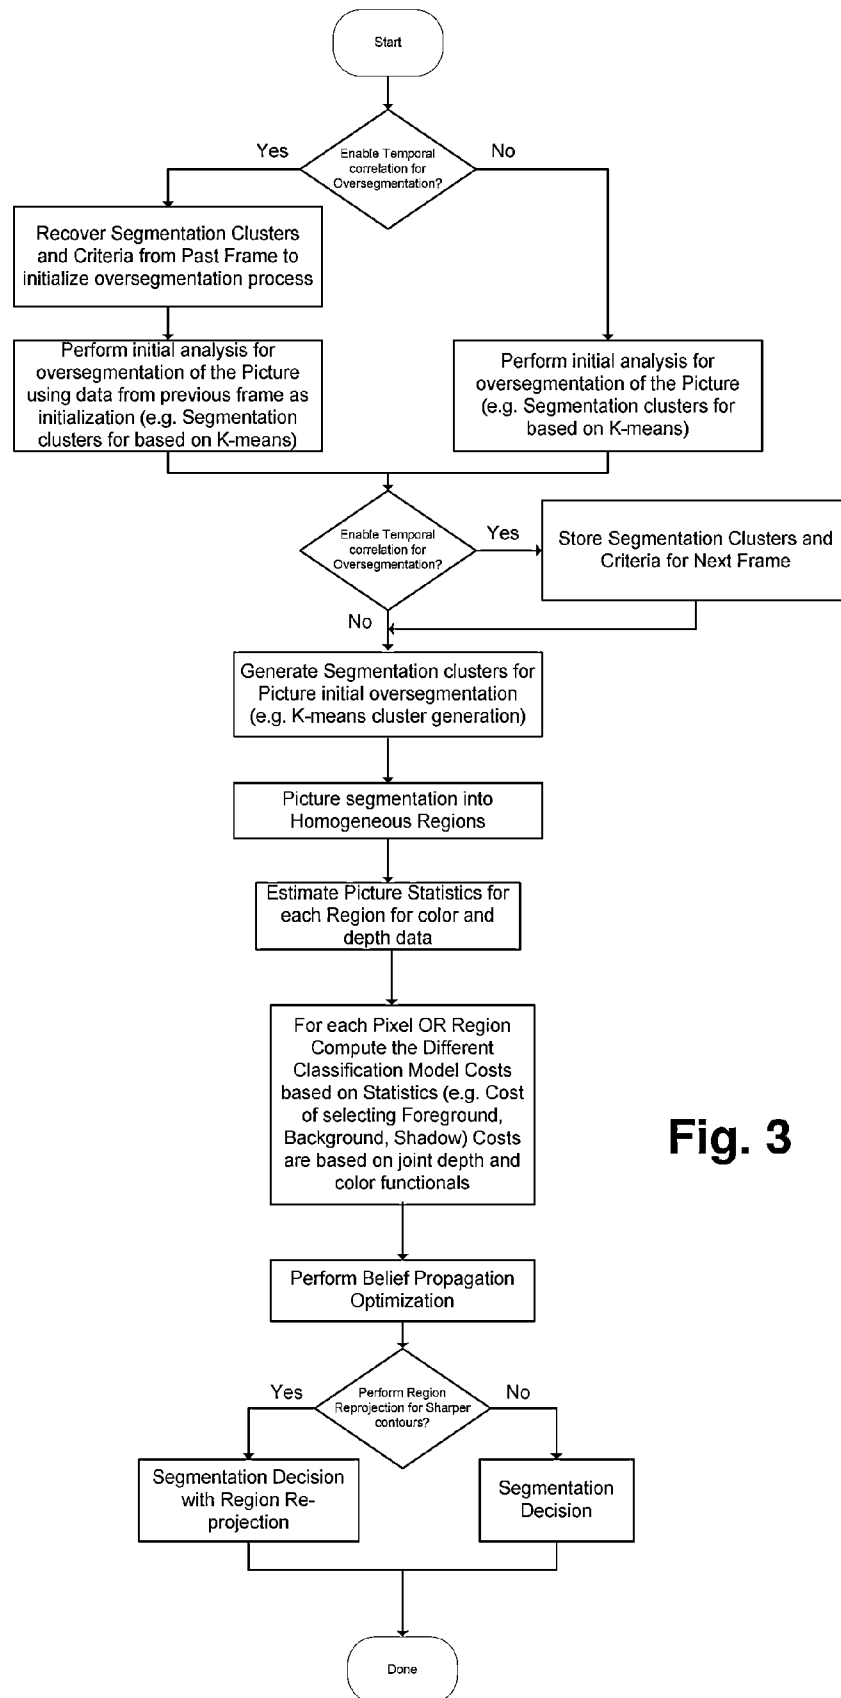 Start
Enable Temporal
correlation for
Oversegmentation?
Yes
No
Recover Segmentation Clusters
and Criteria from Past Frame to
initialize oversegmentation process
Perform initial analysis for
oversegmentation of the Picture
using data from previous frame as
initialization (e.g. Segmentation
clusters for based on K-means)
Perform initial analysis for
oversegmentation of the Picture
(e.g. Segmentation clusters for
based on K-means)
Enable Temporal
correlation for
Oversegmentation?
Yes
Store Segmentation Clusters and
Criteria for Next Frame
No
Generate Segmentation clusters for
Picture initial oversegmentation
(e.g. K-means cluster generation)
Picture segmentation into
Homogeneous Regions
Estimate Picture Statistics for
each Region for color and
depth data
For each Pixel OR Region
Compute the Different
Classification Model Costs
based on Statistics (e.g. Cost
of selecting Foreground,
Background, Shadow) Costs
are based on joint depth and
color functionals
Fig. 3
Perform Belief Propagation
Optimization
Perform Region
Reprojection for Sharper
contours?
Yes
No
Segmentation Decision
with Region Re-
projection
Segmentation
Decision
Done